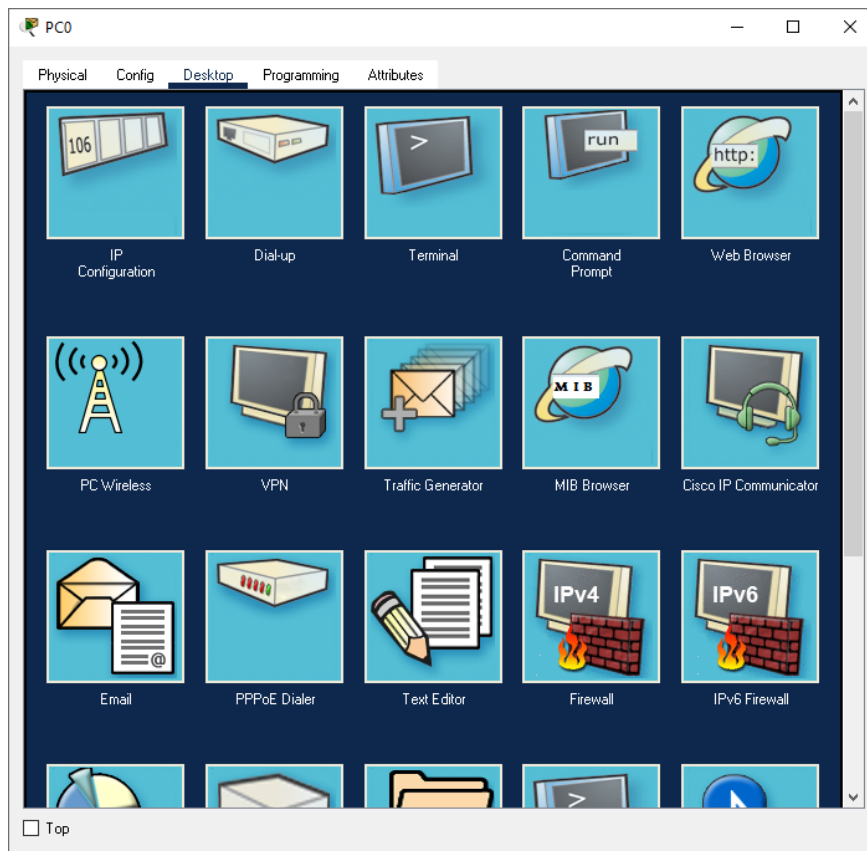 PC0
Physical Config Desktop Programming Attributes
106
>
run
http:
IP
Configuration
Dial-up
Terminal
Command
Prompt
Web Browser
MIB
PC Wireless
VPN
Traffic Generator
MIB Browser
Cisco IP Communicator
@
IPv4
IPv6
Email
PPPoE Dialer
Text Editor
Firewall
IPv6 Firewall
>
Top